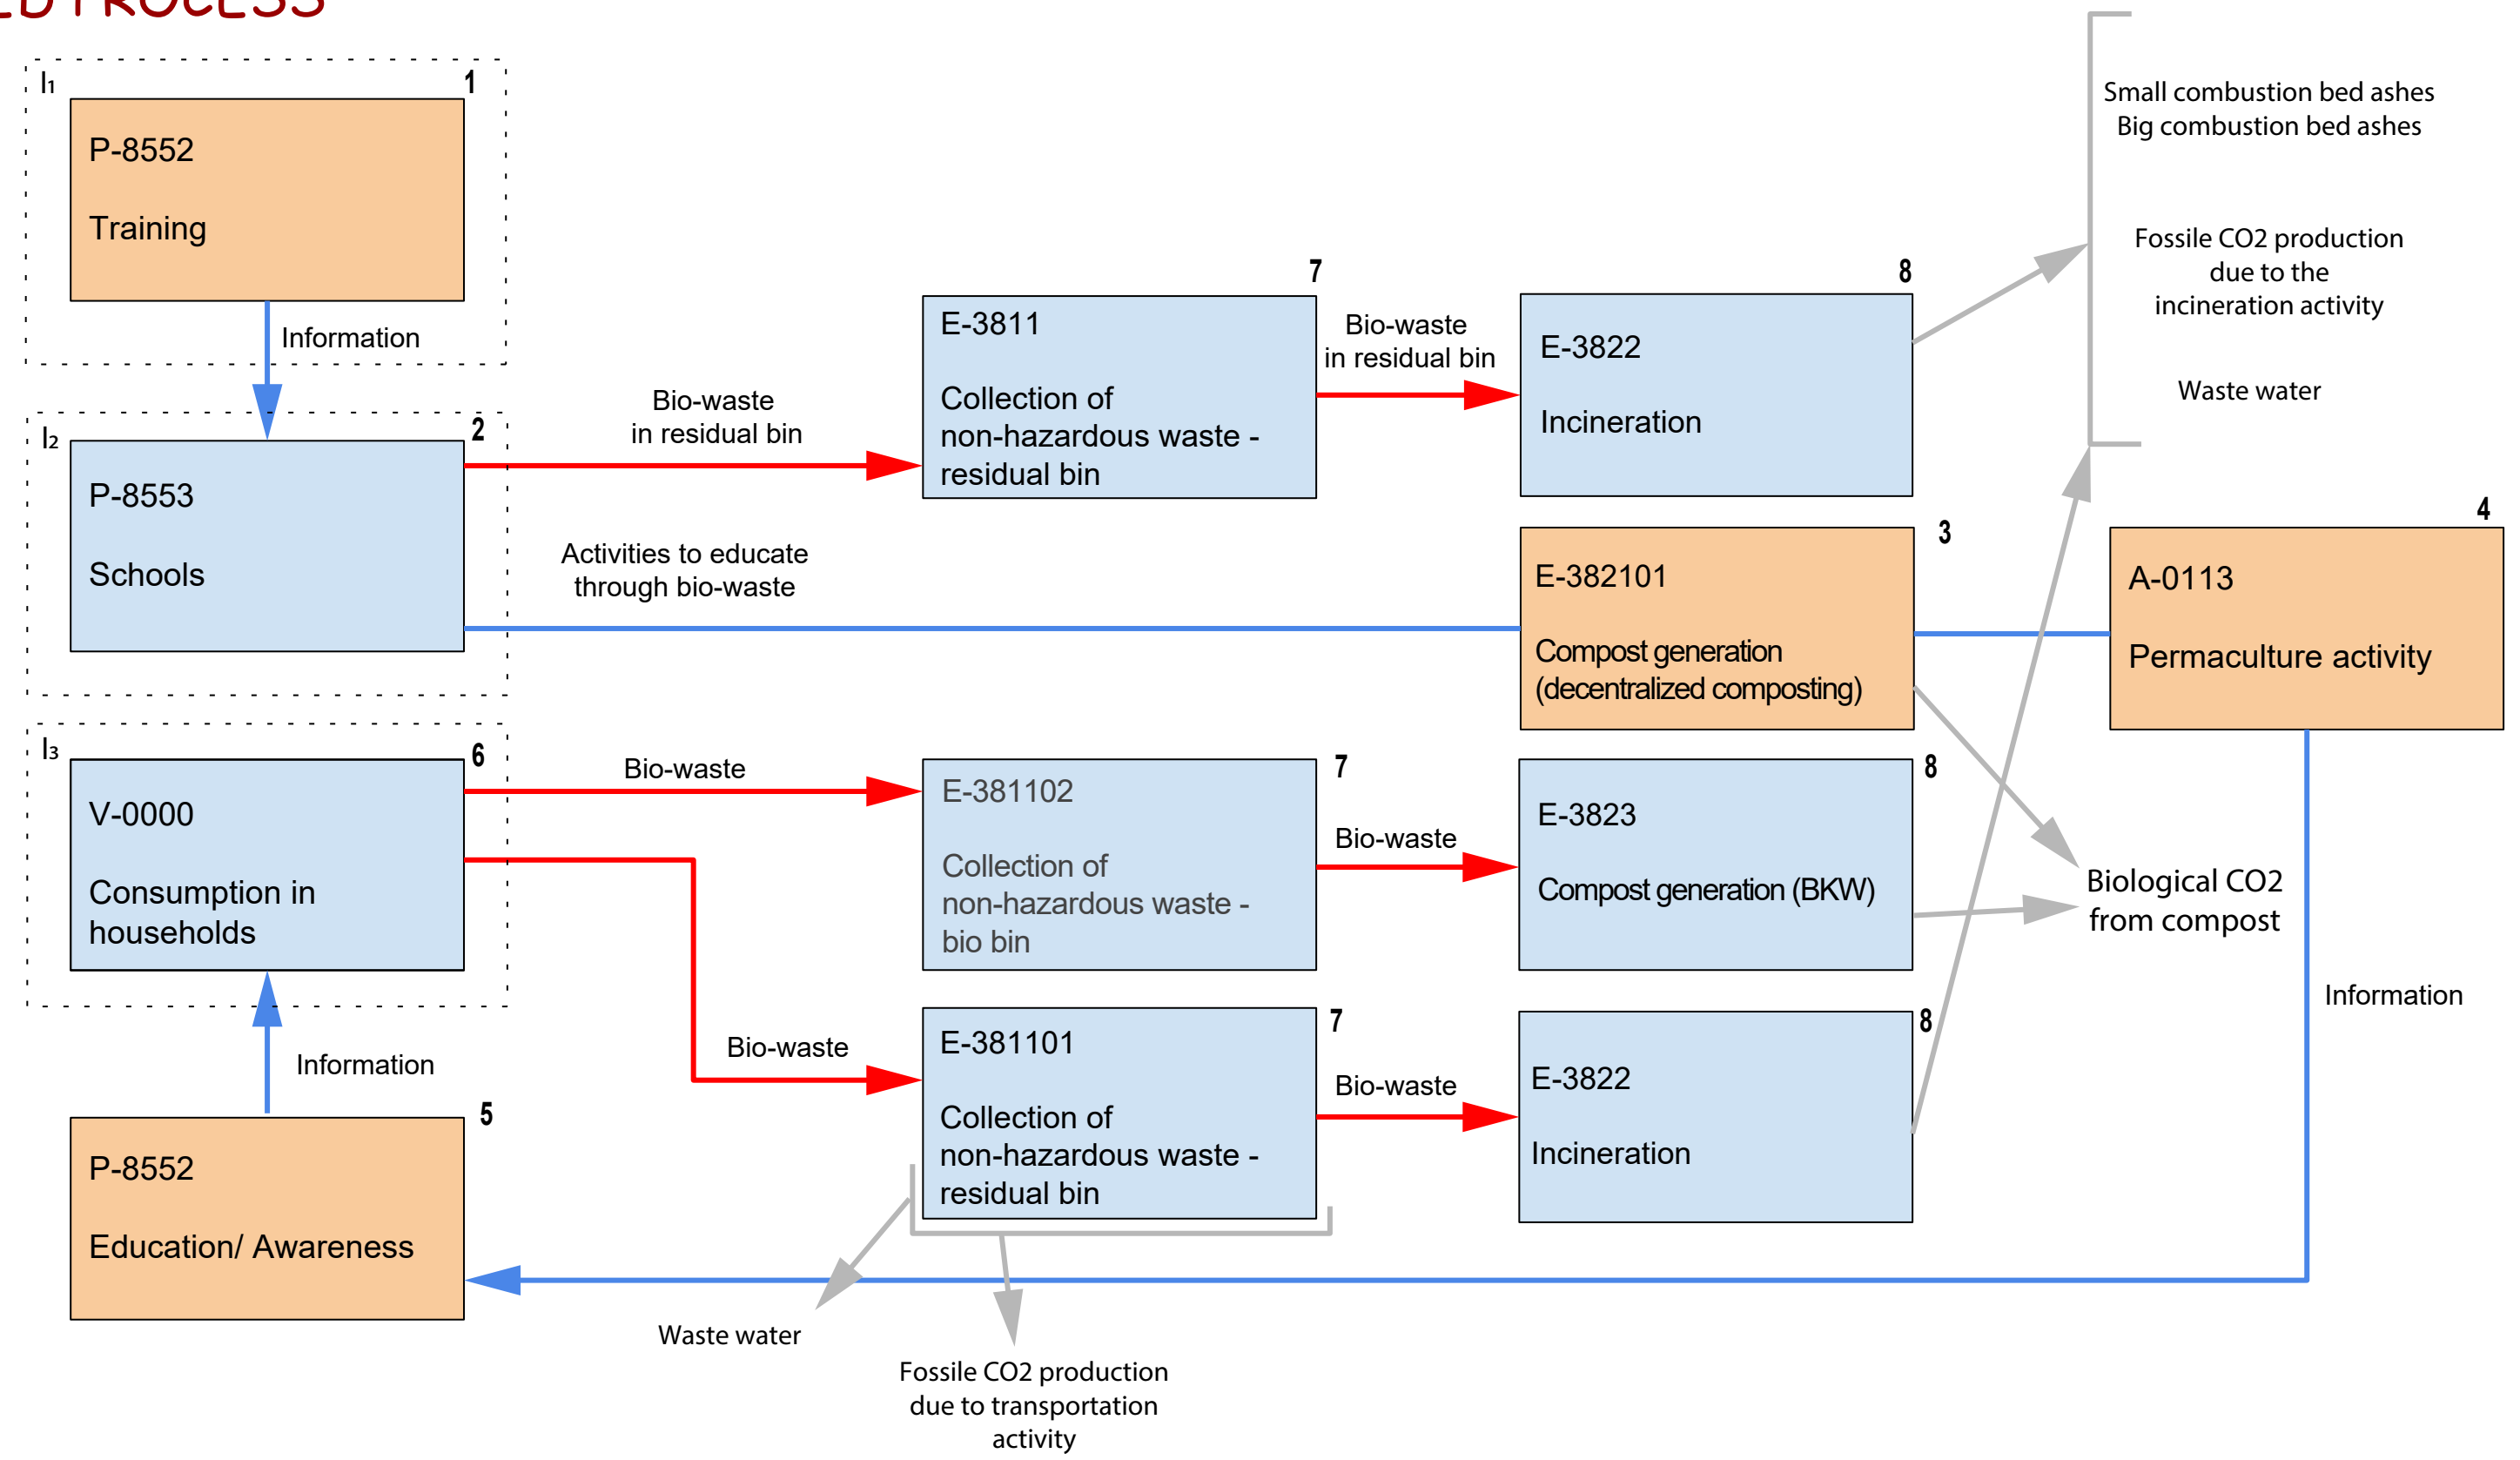 PROCESS
I₁
1
P-8552
Training
Information
I₂
2
P-8553
Schools
Bio-waste
in residual bin
7
E-3811
Collection of
non-hazardous waste -
residual bin
Bio-waste
in residual bin
8
E-3822
Incineration
Small combustion bed ashes
Big combustion bed ashes
Fossile CO2 production
due to the
incineration activity
Waste water
Activities to educate
through bio-waste
3
E-382101
Compost generation
(decentralized composting)
4
A-0113
Permaculture activity
I₃
6
V-0000
Consumption in
households
Bio-waste
7
E-381102
Collection of
non-hazardous waste -
bio bin
Bio-waste
8
E-3823
Compost generation (BKW)
Biological CO2
from compost
Information
Information
Bio-waste
7
E-381101
Collection of
non-hazardous waste -
residual bin
Bio-waste
8
E-3822
Incineration
5
P-8552
Education/ Awareness
Waste water
Fossile CO2 production
due to transportation
activity